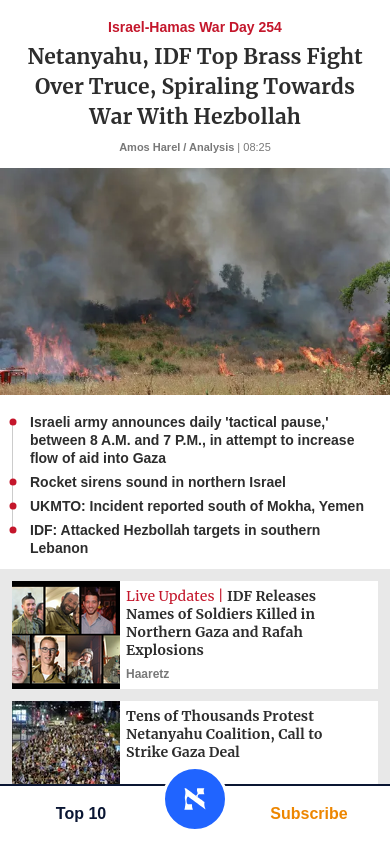 Israel-Hamas War Day 254
Netanyahu, IDF Top Brass Fight
Over Truce, Spiraling Towards
War With Hezbollah
Amos Harel / Analysis | 08:25
Israeli army announces daily 'tactical pause,'
between 8 A.M. and 7 P.M., in attempt to increase
flow of aid into Gaza
Rocket sirens sound in northern Israel
UKMTO: Incident reported south of Mokha, Yemen
IDF: Attacked Hezbollah targets in southern
Lebanon
Live Updates | IDF Releases
Names of Soldiers Killed in
Northern Gaza and Rafah
Explosions
Haaretz
Tens of Thousands Protest
Netanyahu Coalition, Call to
Strike Gaza Deal
Top 10
Subscribe